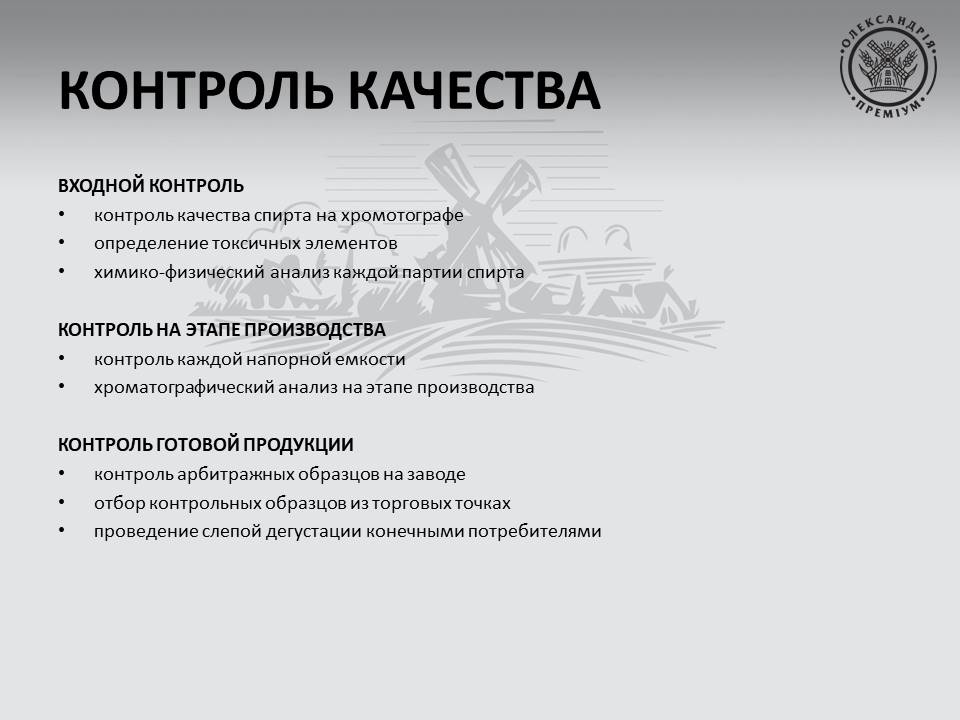 ОЛЕКСАНДРІЯ
ПРЕМІУМ
КОНТРОЛЬ КАЧЕСТВА
ВХОДНОЙ КОНТРОЛЬ
• контроль качества спирта на хромотографе
• определение токсичных элементов
• химико-физический анализ каждой партии спирта
КОНТРОЛЬ НА ЭТАПЕ ПРОИЗВОДСТВА
• контроль каждой напорной емкости
• хроматографический анализ на этапе производства
КОНТРОЛЬ ГОТОВОЙ ПРОДУКЦИИ
• контроль арбитражных образцов на заводе
• отбор контрольных образцов из торговых точках
• проведение слепой дегустации конечными потребителями